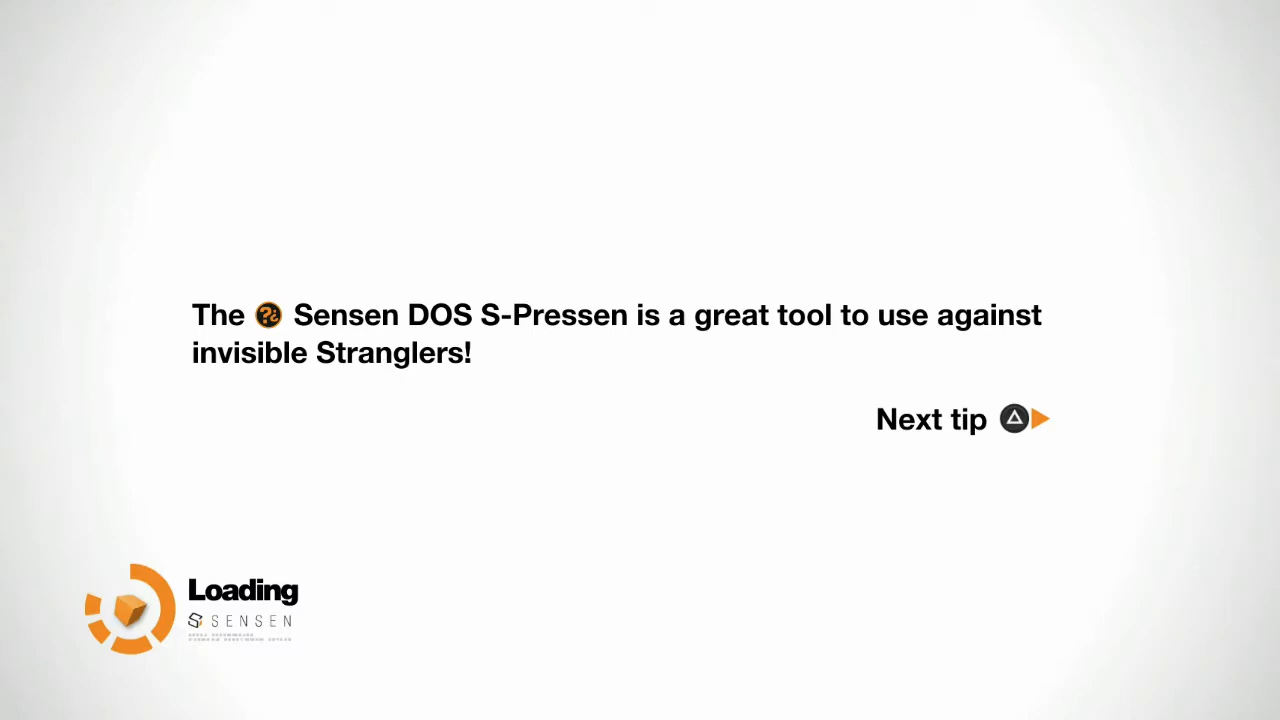 The Sensen DOS S-Pressen is a great tool to use against
invisible Stranglers!
Next tip
Loading
SENSEN